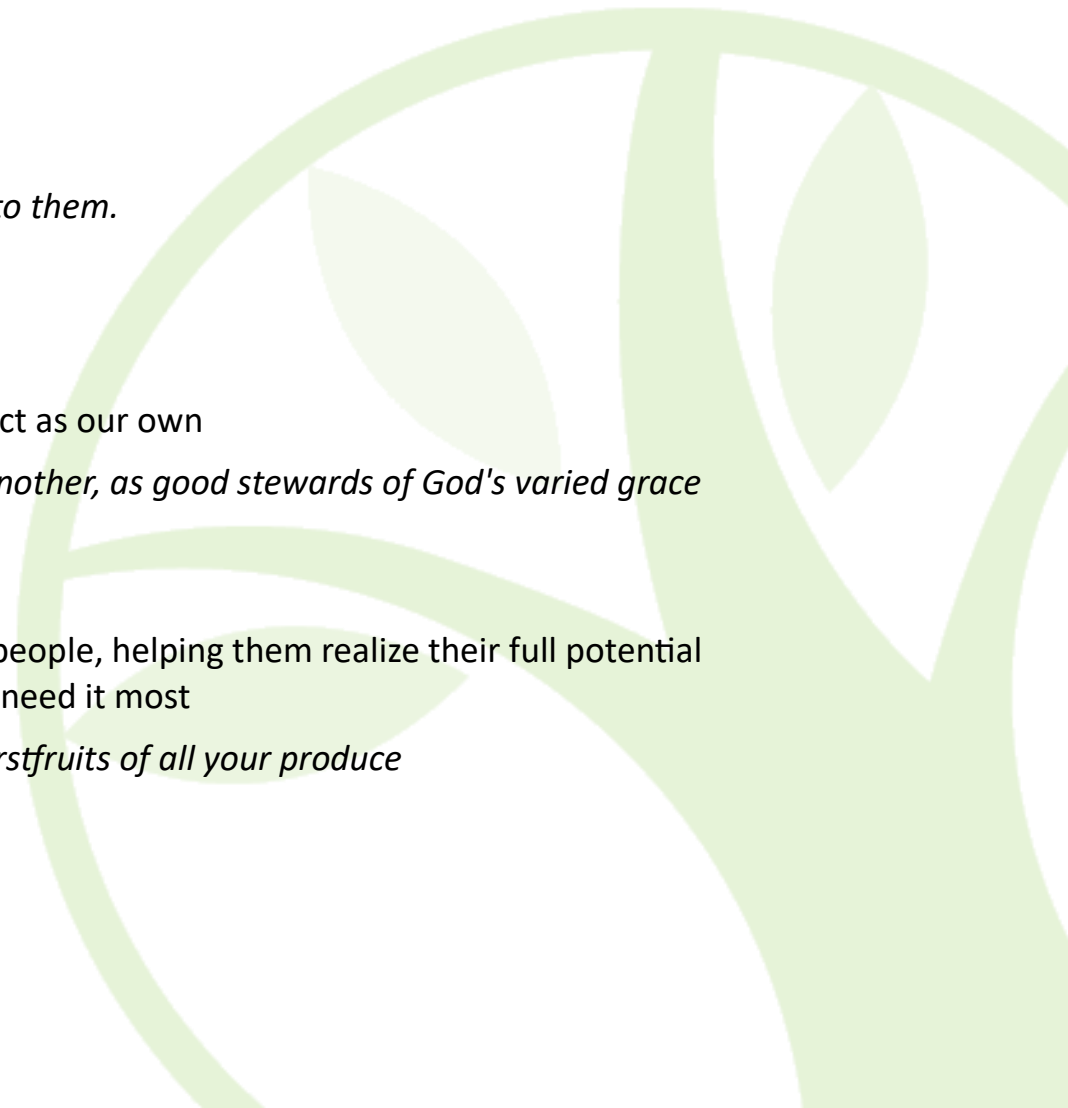 to them.
ct as our own
nother, as good stewards of God's varied grace
people, helping them realize their full potential
need it most
rstfruits of all your produce